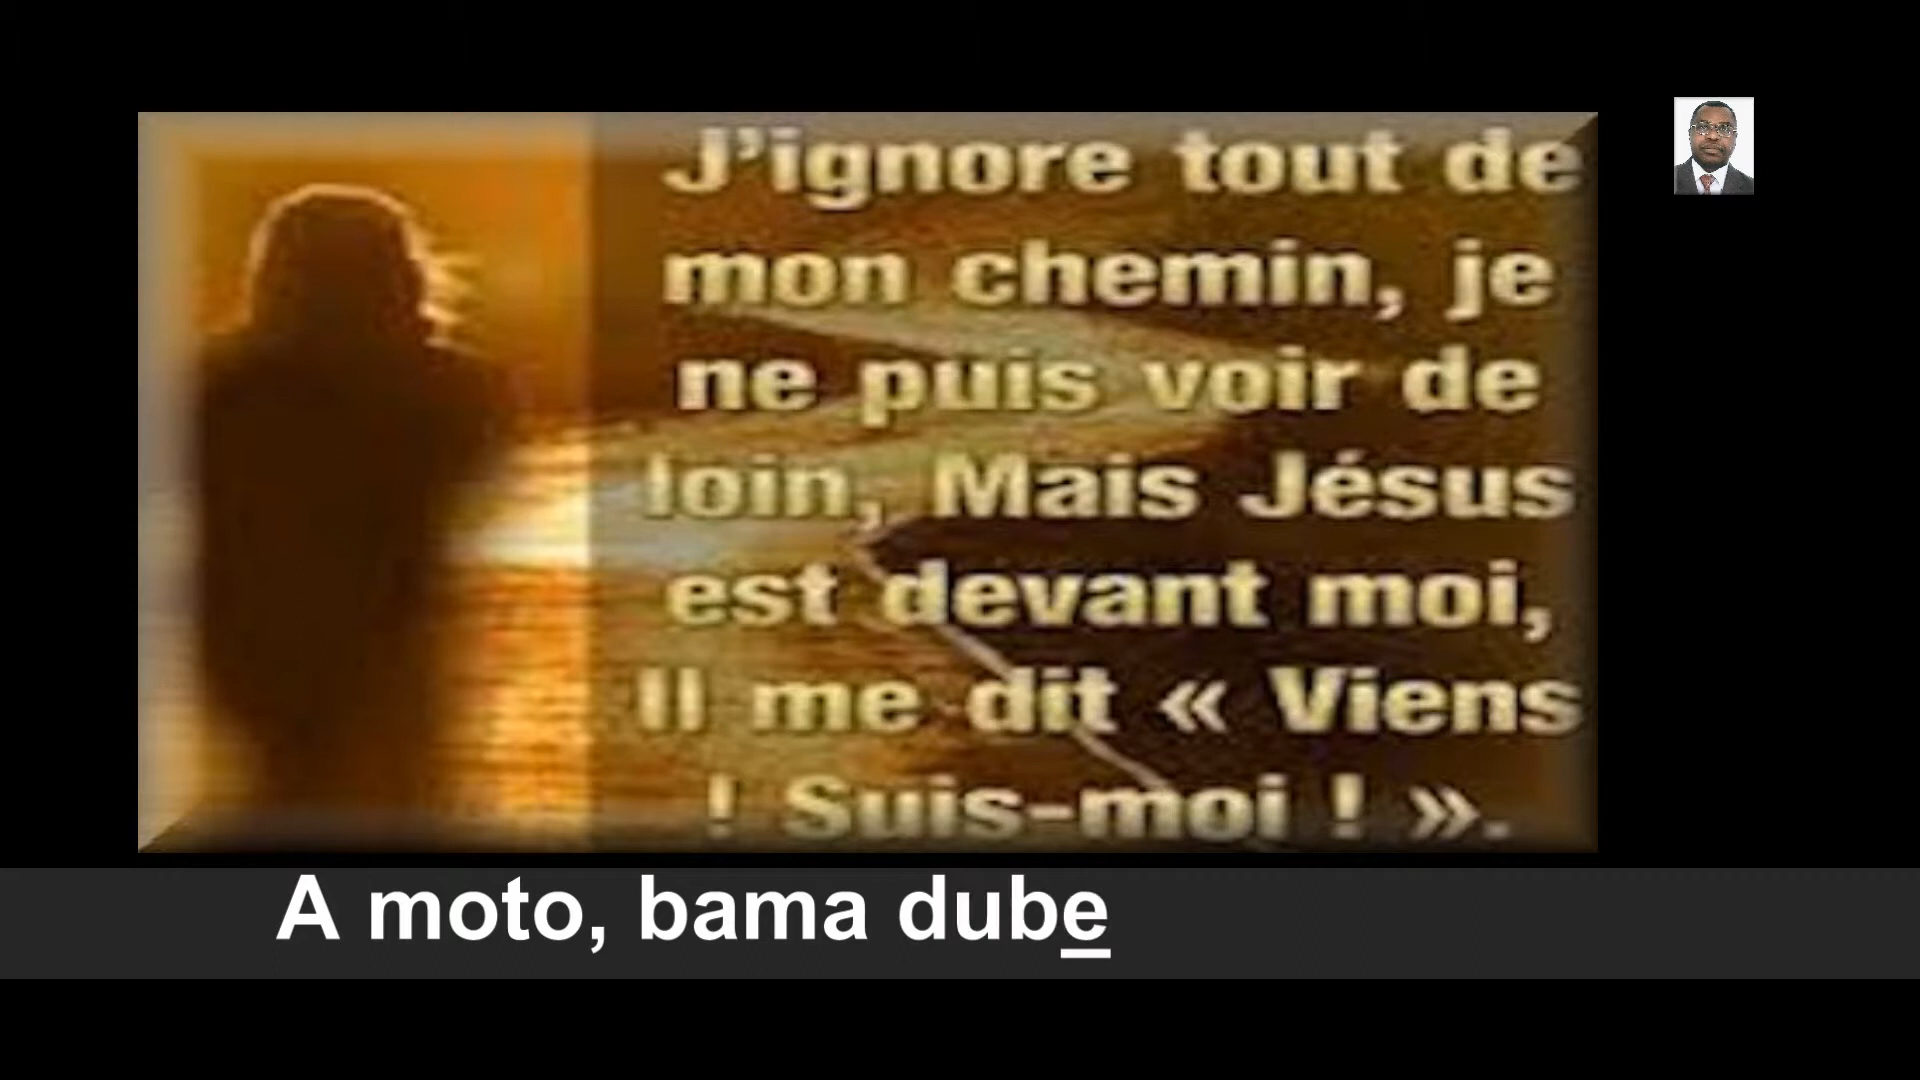 J'ignore tout de
mon chemin, je
ne puis voir de
loin, Mais Jésus
est devant moi,
Il me dit « Viens
! Suis-moi ! ».
A moto, bama dube̲